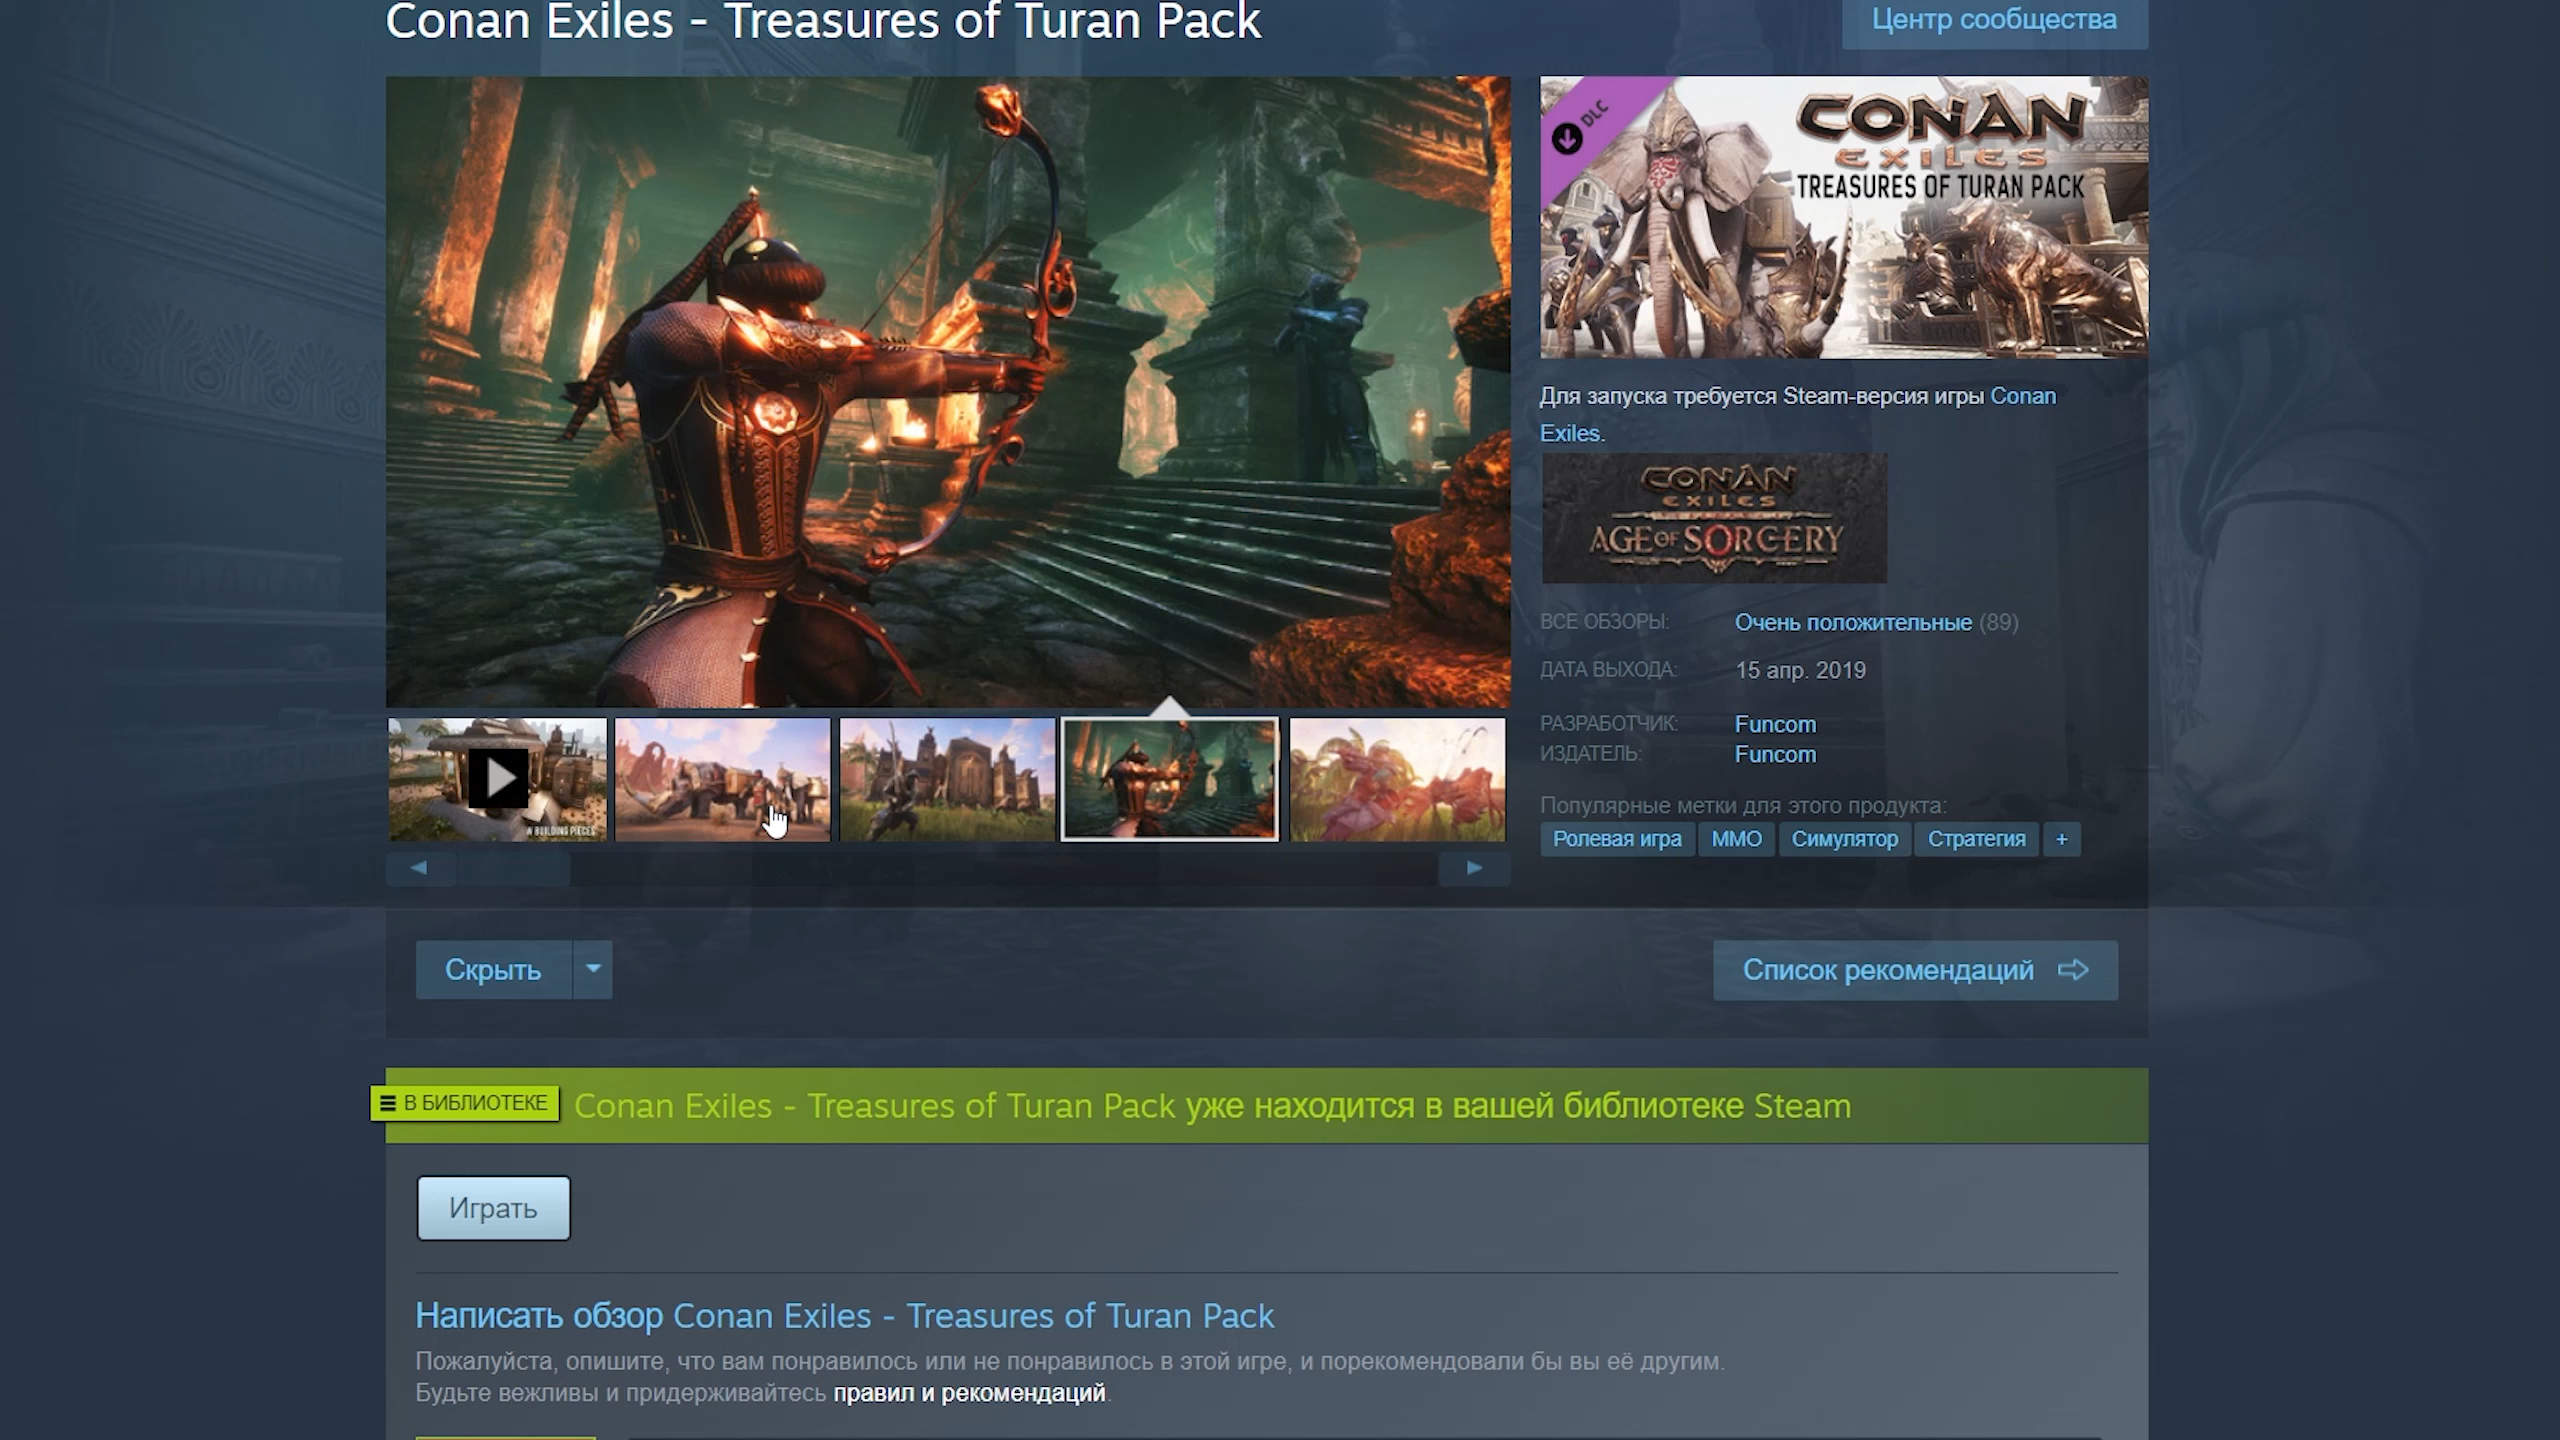 Conan Exiles - Treasures of Turan Pack
Центр сообщества
DLC
CONAN
EXILES
TREASURES OF TURAN PACK
Для запуска требуется Steam-версия игры Conan
Exiles.
CONAN
EXILES
AGE OF SORCERY
ВСЕ ОБЗОРЫ: Очень положительные (89)
ДАТА ВЫХОДА: 15 апр. 2019
РАЗРАБОТЧИК: Funcom
ИЗДАТЕЛЬ: Funcom
Популярные метки для этого продукта:
Ролевая игра ММО Симулятор Стратегия +
W BUILDING PIECES
Скрыть
Список рекомендаций
В БИБЛИОТЕКЕ
Conan Exiles - Treasures of Turan Pack уже находится в вашей библиотеке Steam
Играть
Написать обзор Conan Exiles - Treasures of Turan Pack
Пожалуйста, опишите, что вам понравилось или не понравилось в этой игре, и порекомендовали бы вы её другим.
Будьте вежливы и придерживайтесь правил и рекомендаций.